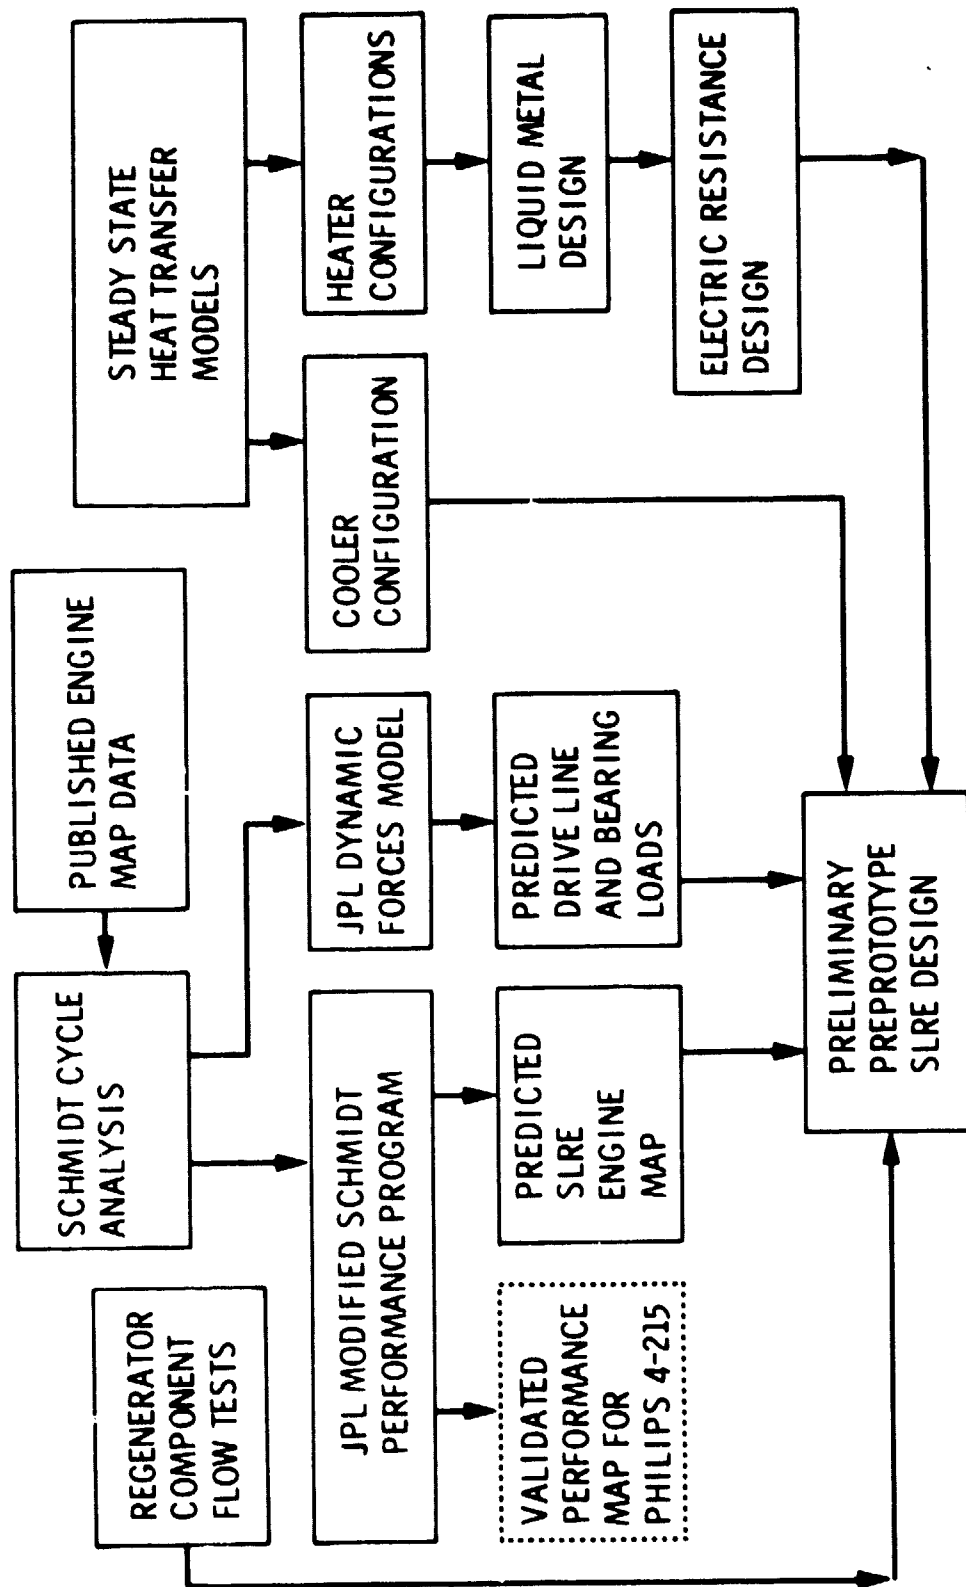 REGENERATOR
COMPONENT
FLOW TESTS
SCHMIDT CYCLE
ANALYSIS
PUBLISHED ENGINE
MAP DATA
STEADY STATE
HEAT TRANSFER
MODELS
JPL MODIFIED SCHMIDT
PERFORMANCE PROGRAM
JPL DYNAMIC
FORCES MODEL
COOLER
CONFIGURATION
HEATER
CONFIGURATIONS
VALIDATED
PERFORMANCE
MAP FOR
PHILIPS 4-215
PREDICTED
SLRE
ENGINE
MAP
PREDICTED
DRIVE LINE
AND BEARING
LOADS
LIQUID METAL
DESIGN
ELECTRIC RESISTANCE
DESIGN
PRELIMINARY
PREPROTOTYPE
SLRE DESIGN